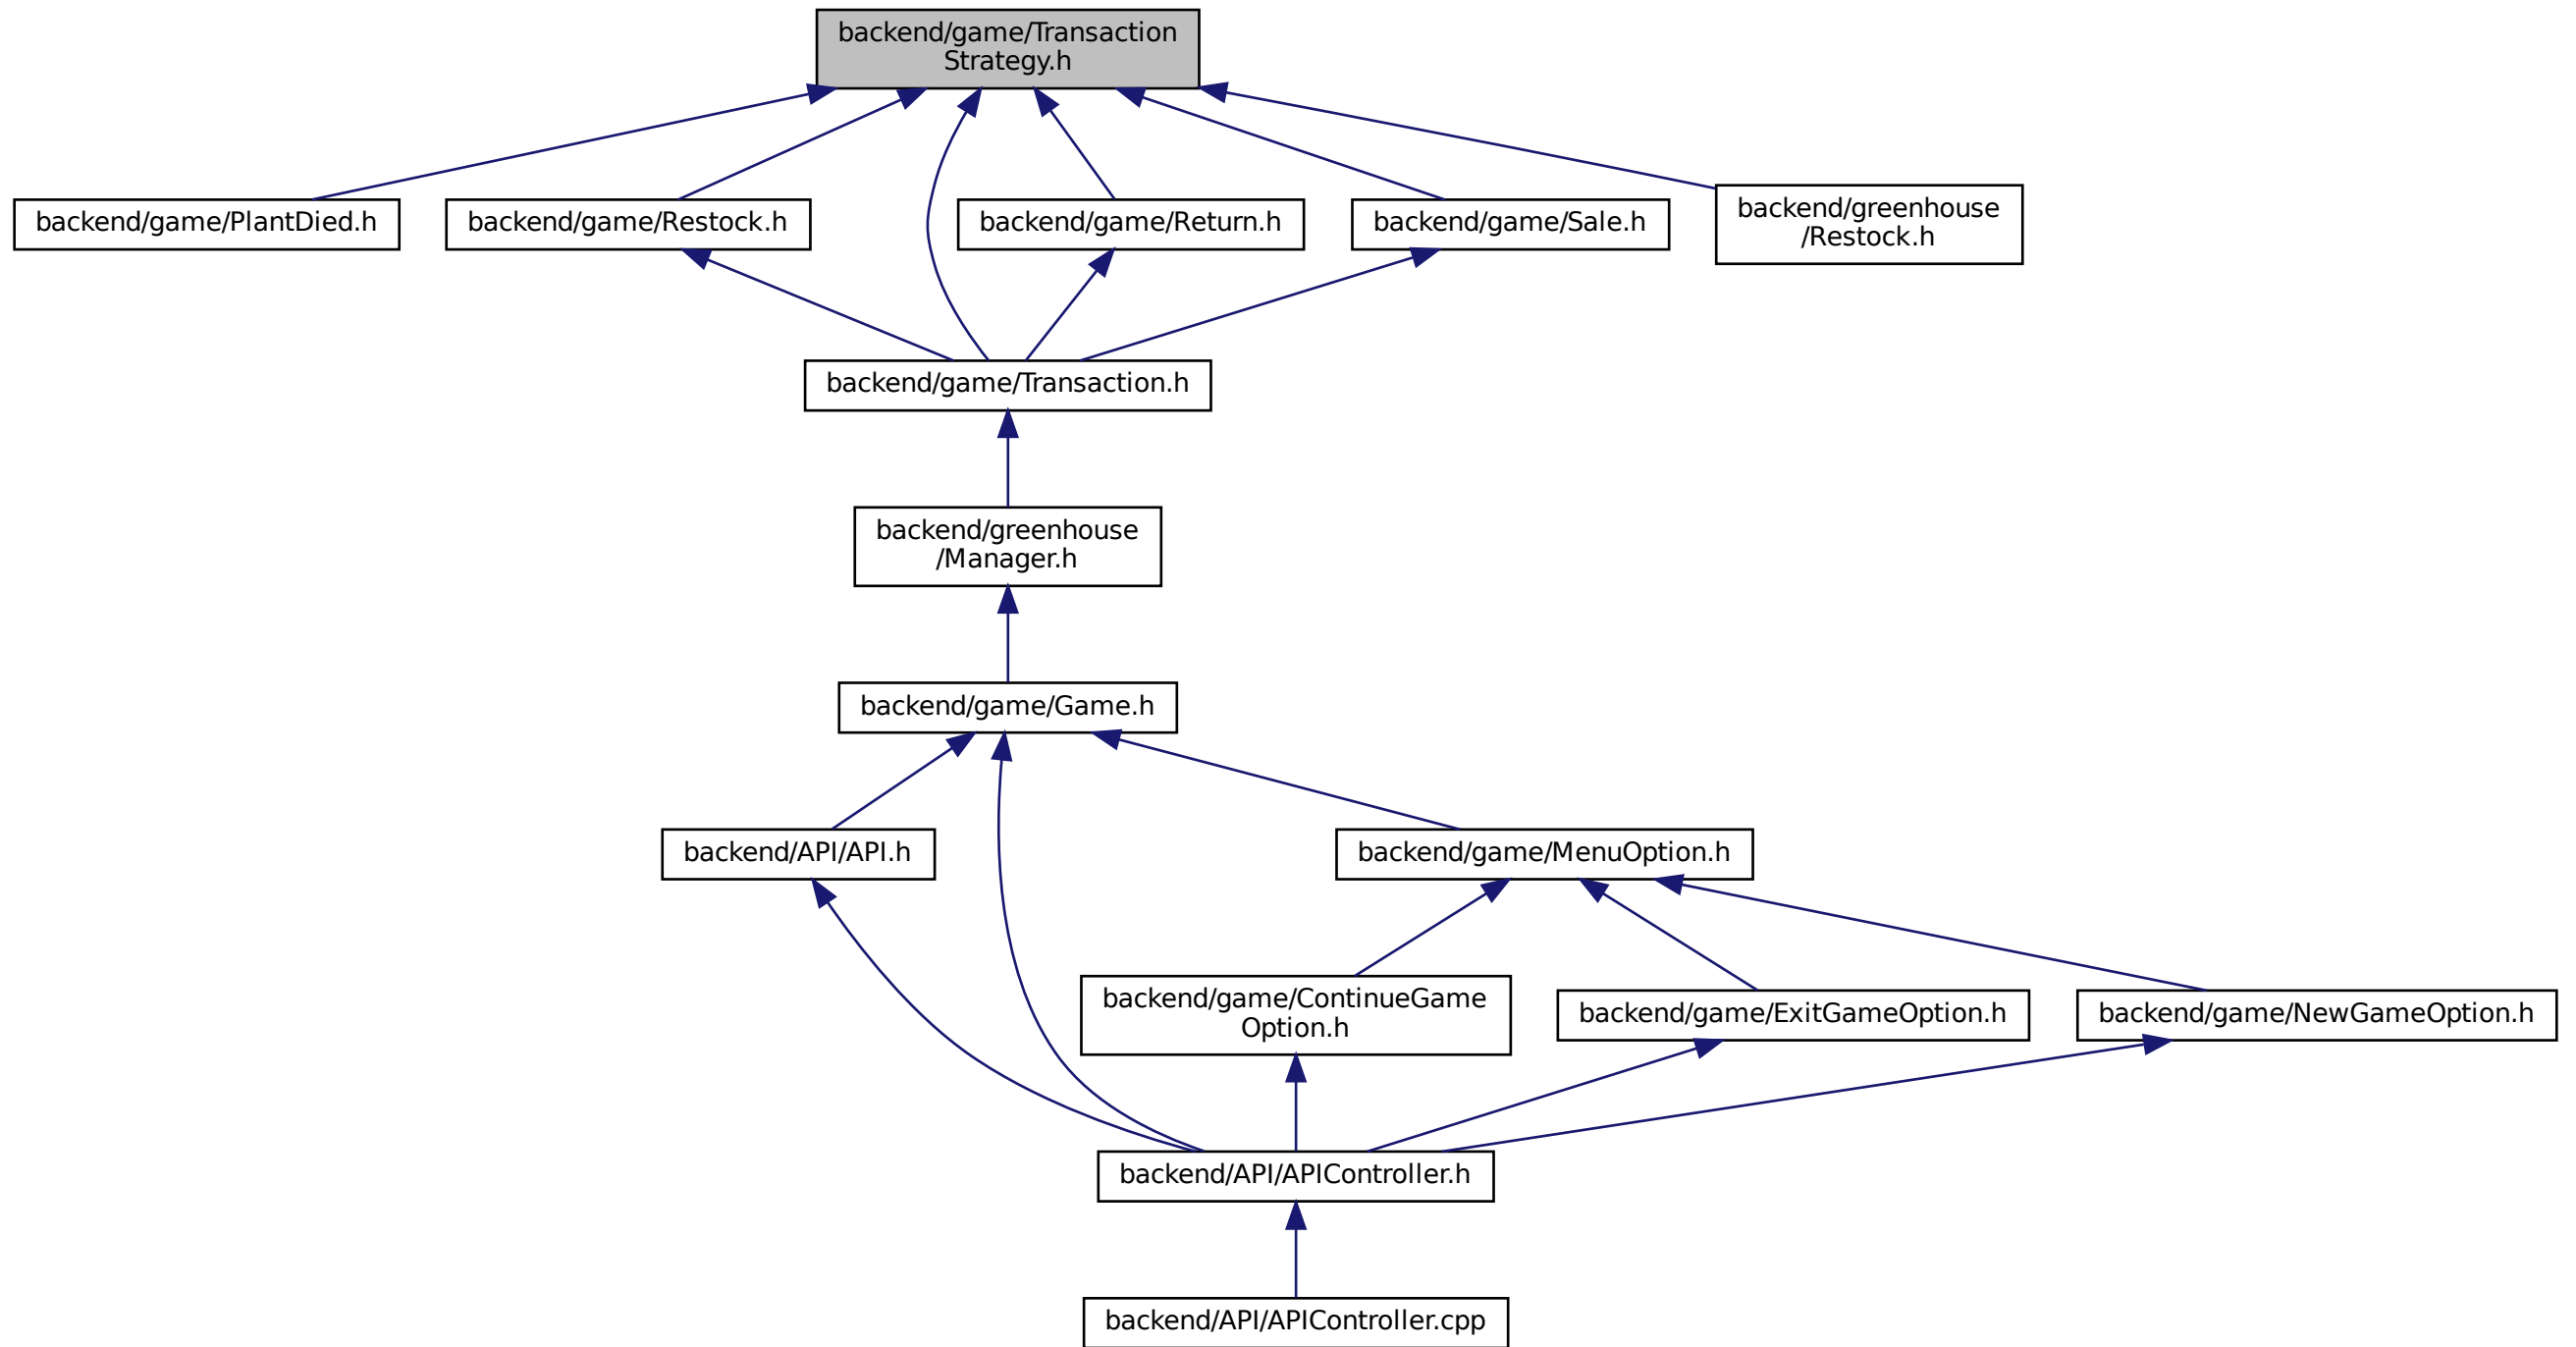 backend/game/Transaction
Strategy.h
backend/game/PlantDied.h
backend/game/Restock.h
backend/game/Return.h
backend/game/Sale.h
backend/greenhouse
/Restock.h
backend/game/Transaction.h
backend/greenhouse
/Manager.h
backend/game/Game.h
backend/API/API.h
backend/game/MenuOption.h
backend/game/ContinueGame
Option.h
backend/game/ExitGameOption.h
backend/game/NewGameOption.h
backend/API/APIController.h
backend/API/APIController.cpp